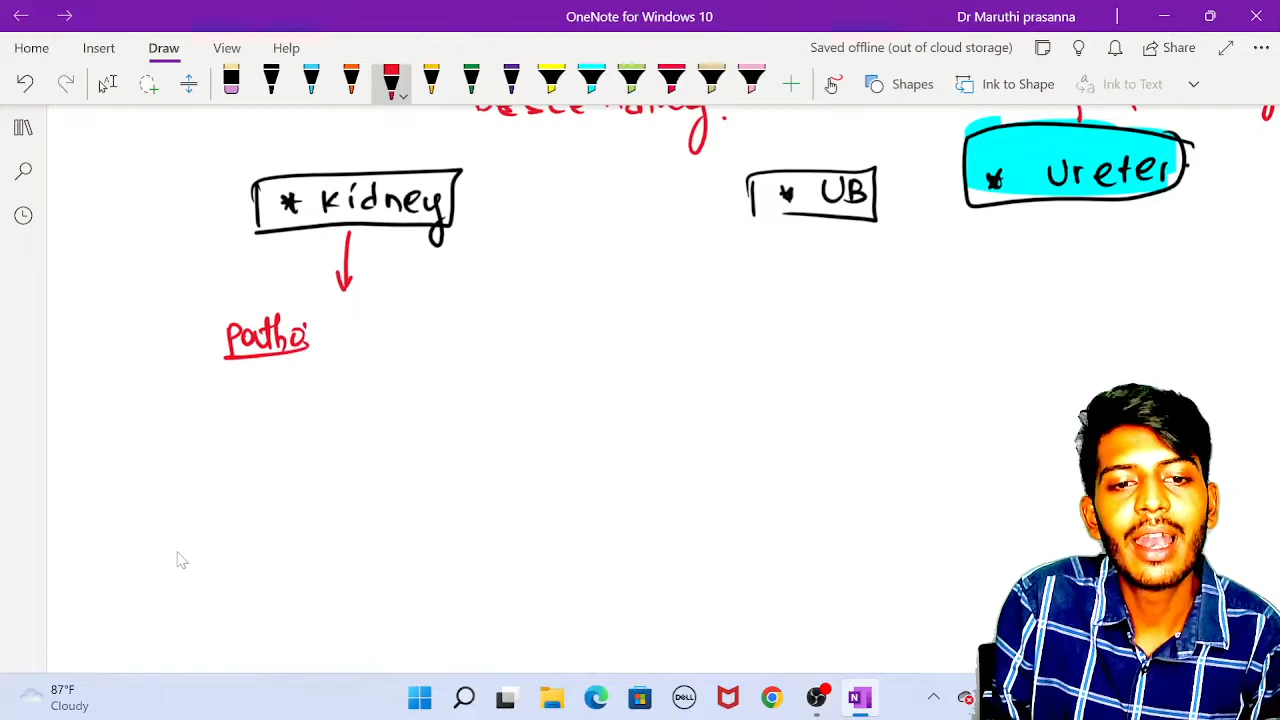 OneNote for Windows 10
Dr Maruthi prasanna
Home Insert Draw View Help
Saved offline (out of cloud storage)
Share
Shapes
Ink to Shape
Ink to Text
* Ureter
* Kidney
* UB
Patho:
87°F
Cloudy
DELL
N